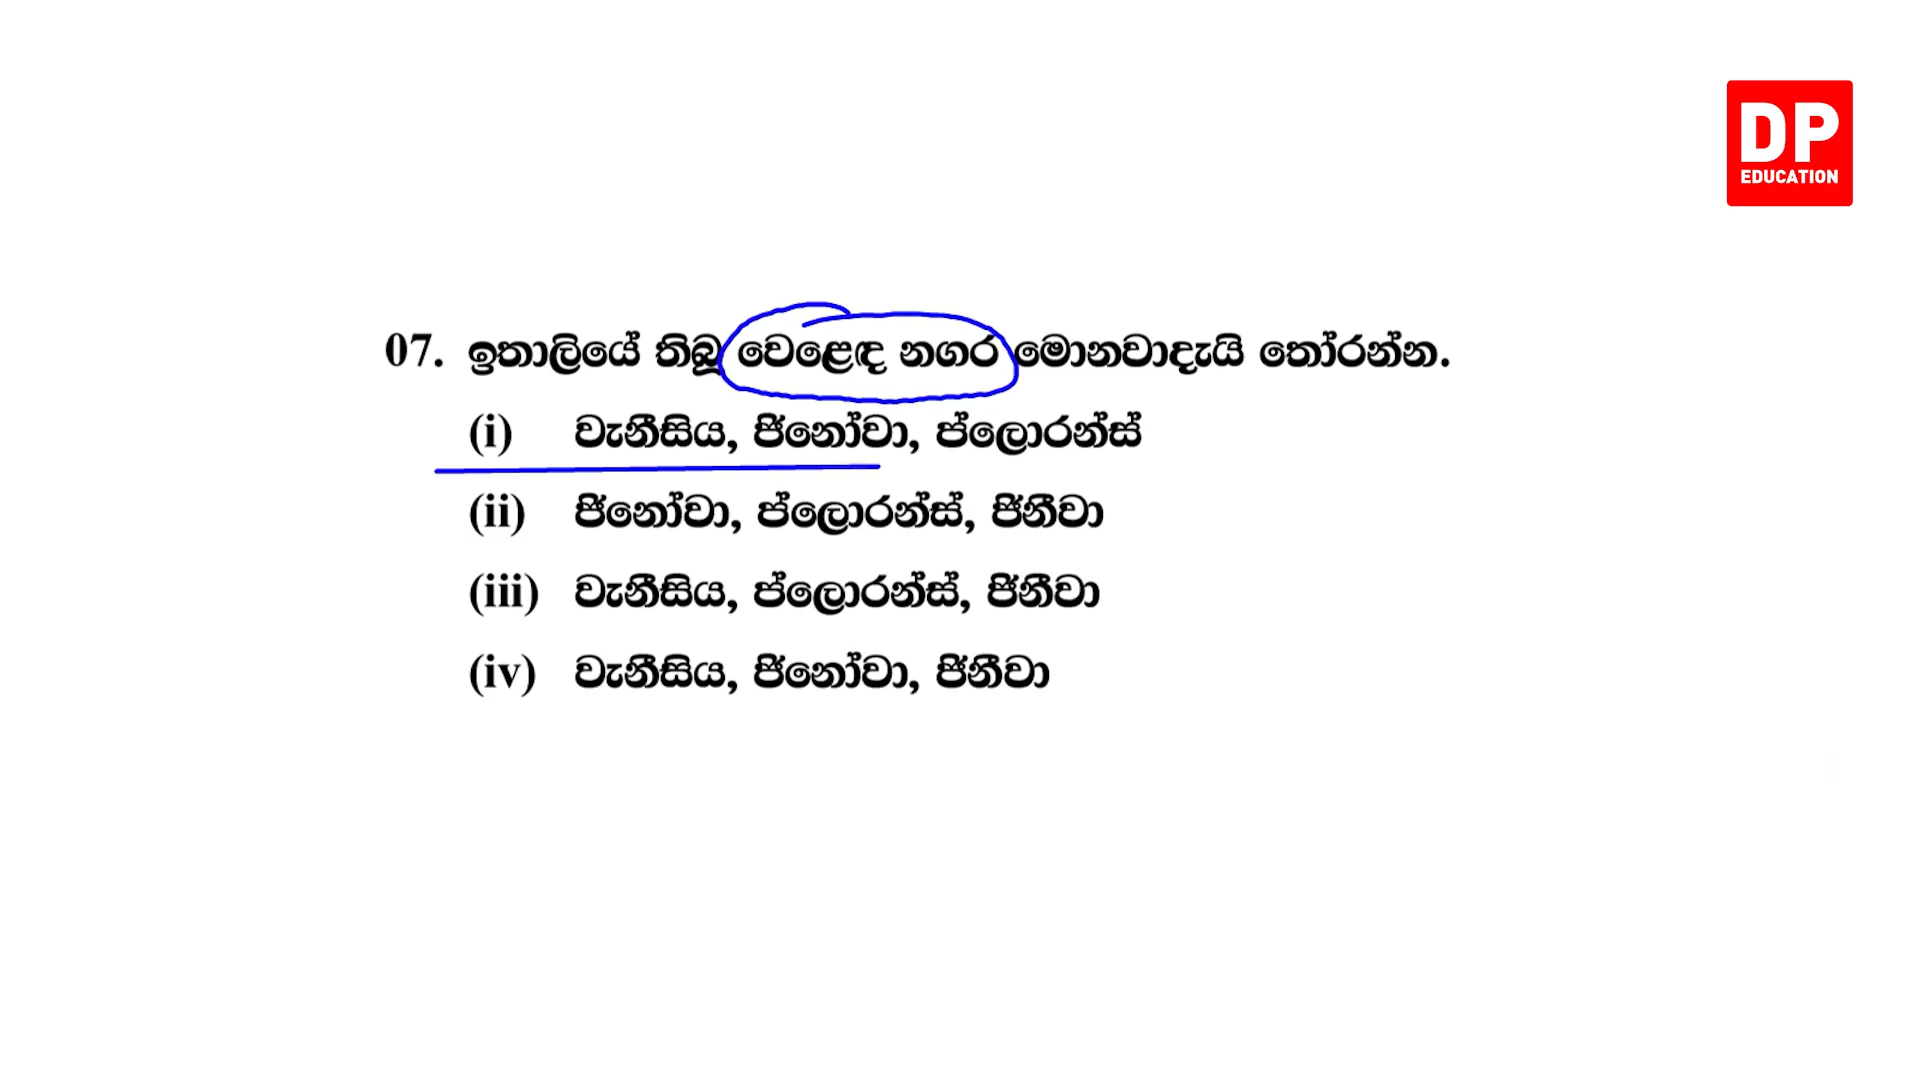 DP
EDUCATION
07. ඉතාලියේ තිබූ වෙළෙඳ නගර මොනවාදැයි තෝරන්න.
(i) වැනීසිය, ජිනෝවා, ප්ලොරන්ස්
(ii) ජිනෝවා, ප්ලොරන්ස්, ජිනීවා
(iii) වැනීසිය, ප්ලොරන්ස්, ජිනීවා
(iv) වැනීසිය, ජිනෝවා, ජිනීවා